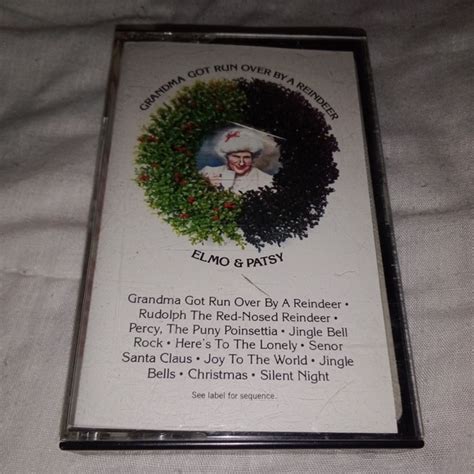 GRANDMA GOT RUN OVER BY A REINDEER
ELMO & PATSY
Grandma Got Run Over By A Reindeer •
Rudolph The Red-Nosed Reindeer •
Percy, The Puny Poinsettia • Jingle Bell
Rock • Here's To The Lonely • Senor
Santa Claus • Joy To The World • Jingle
Bells • Christmas • Silent Night
See label for sequence.